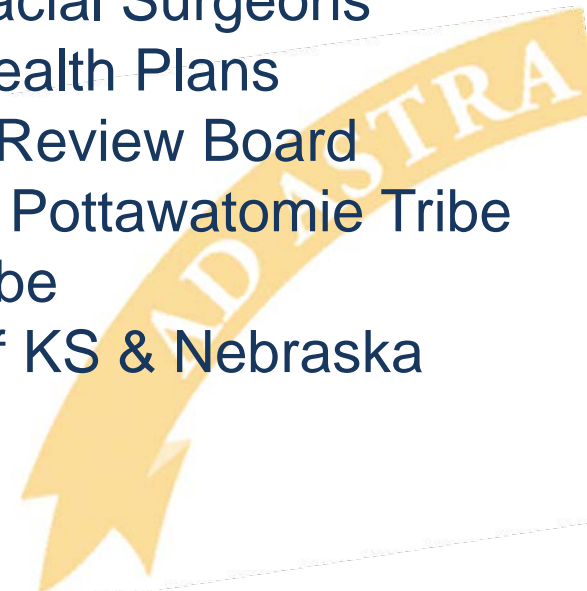 acial Surgeons
ealth Plans
Review Board
Pottawatomie Tribe
be
f KS & Nebraska
AD ASTRA